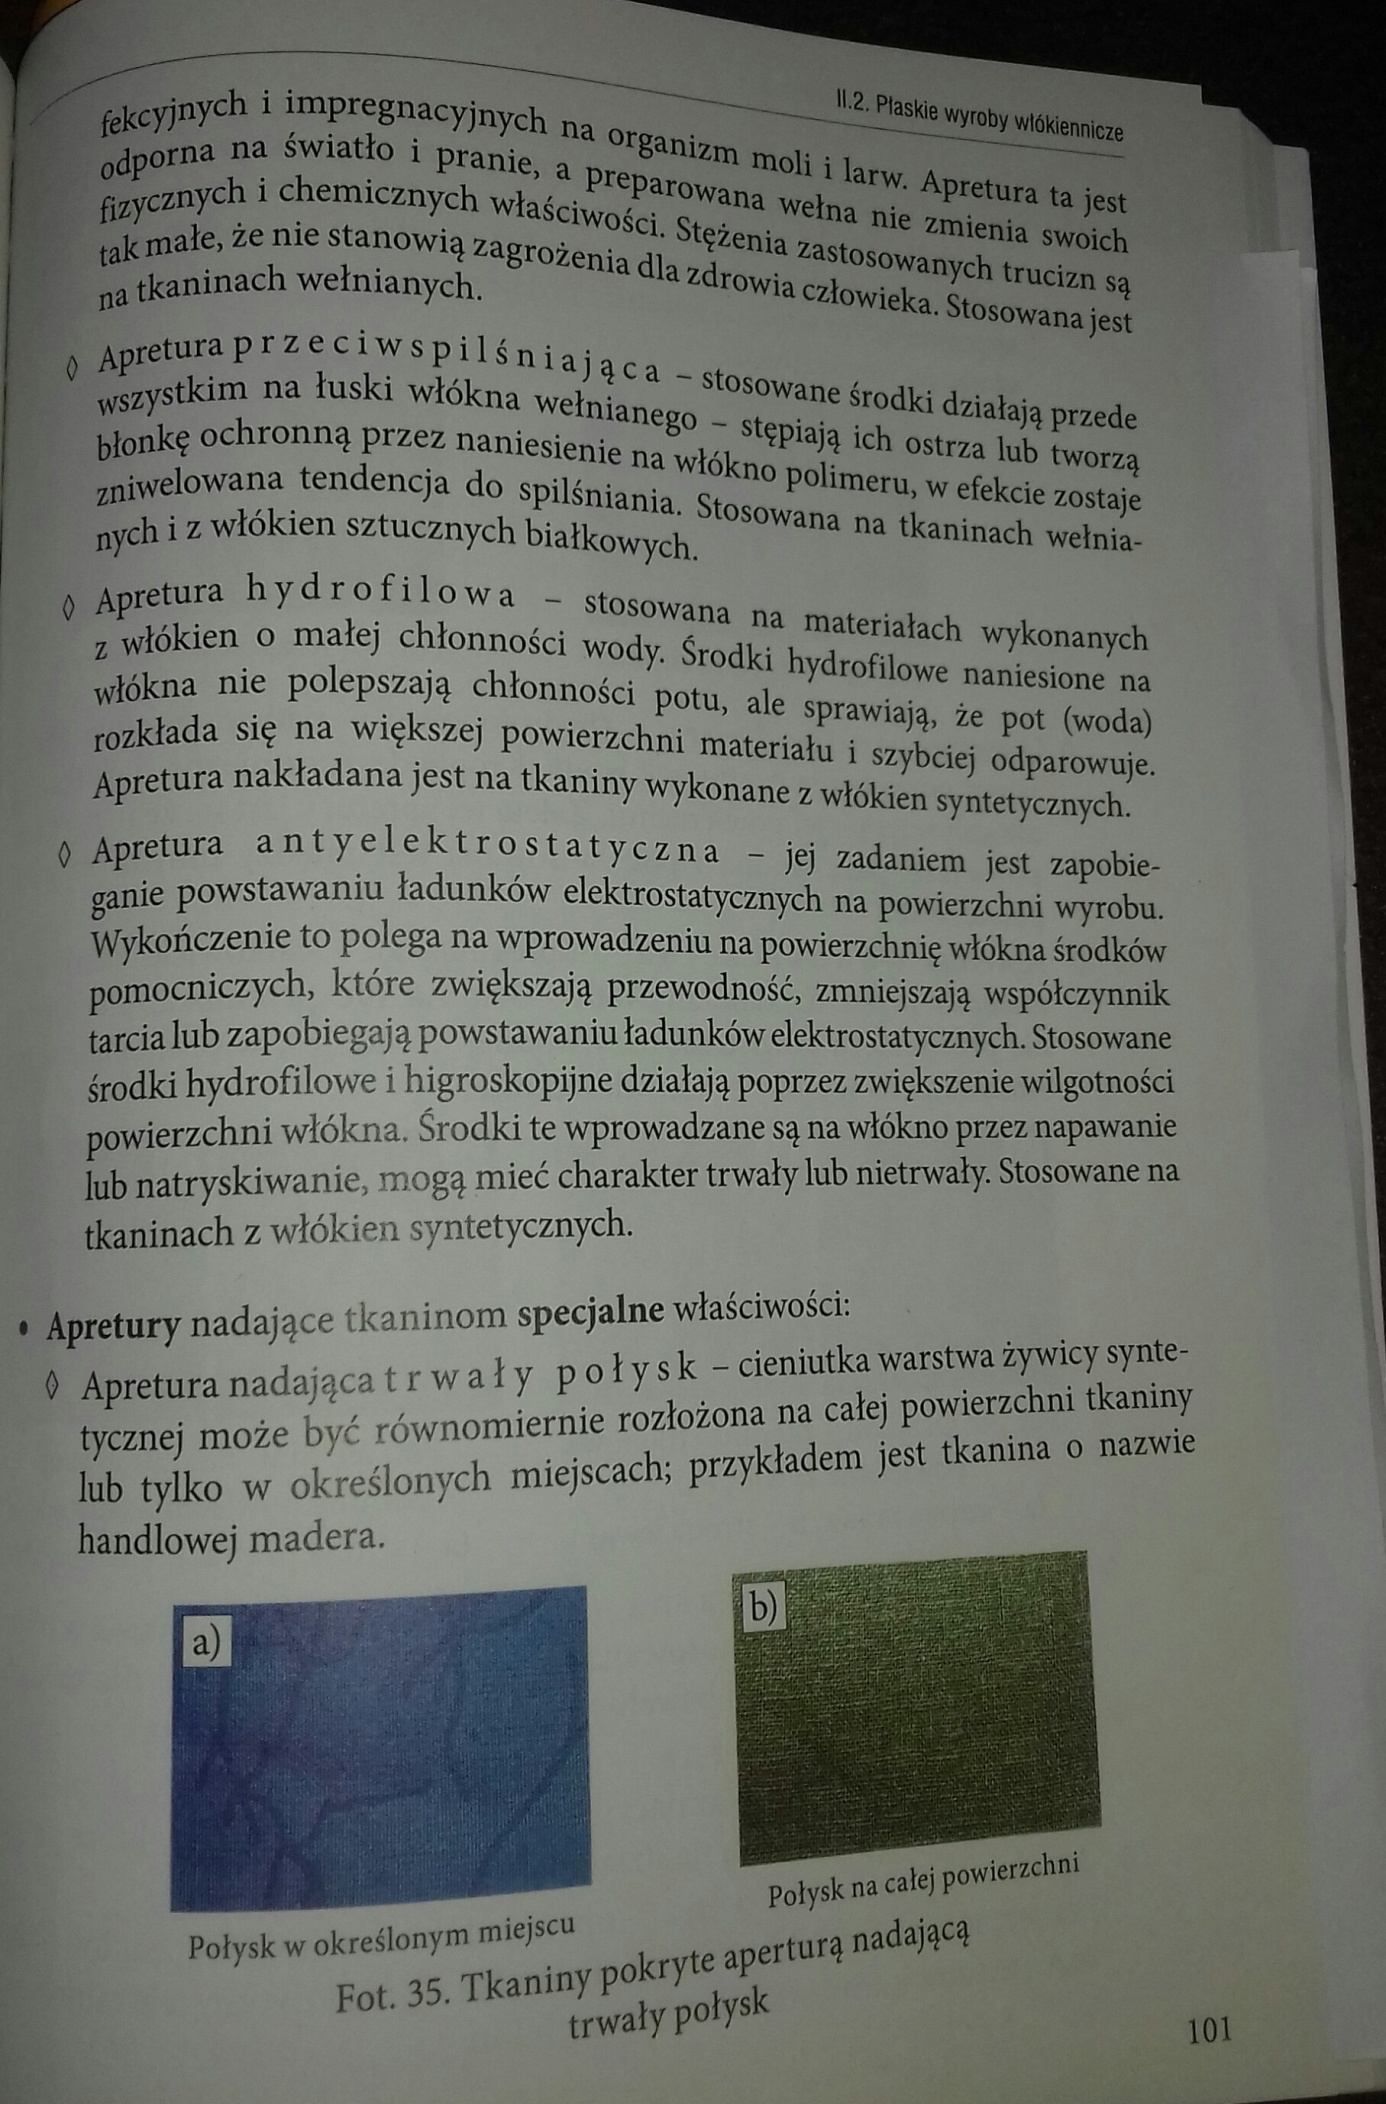 II.2. Płaskie wyroby włókiennicze
fekcyjnych i impregnacyjnych na organizm moli i larw. Apretura ta jest
odporna na światło i pranie, a preparowana wełna nie zmienia swoich
fizycznych i chemicznych właściwości. Stężenia zastosowanych trucizn są
tak małe, że nie stanowią zagrożenia dla zdrowia człowieka. Stosowana jest
na tkaninach wełnianych.
◊ Apretura przeciwspilśniająca – stosowane środki działają przede
wszystkim na łuski włókna wełnianego – stępiają ich ostrza lub tworzą
błonkę ochronną przez naniesienie na włókno polimeru, w efekcie zostaje
zniwelowana tendencja do spilśniania. Stosowana na tkaninach wełnia-
nych i z włókien sztucznych białkowych.
◊ Apretura hydrofilowa – stosowana na materiałach wykonanych
z włókien o małej chłonności wody. Środki hydrofilowe naniesione na
włókna nie polepszają chłonności potu, ale sprawiają, że pot (woda)
rozkłada się na większej powierzchni materiału i szybciej odparowuje.
Apretura nakładana jest na tkaniny wykonane z włókien syntetycznych.
◊ Apretura antyelektrostatyczna – jej zadaniem jest zapobie-
ganie powstawaniu ładunków elektrostatycznych na powierzchni wyrobu.
Wykończenie to polega na wprowadzeniu na powierzchnię włókna środków
pomocniczych, które zwiększają przewodność, zmniejszają współczynnik
tarcia lub zapobiegają powstawaniu ładunków elektrostatycznych. Stosowane
środki hydrofilowe i higroskopijne działają poprzez zwiększenie wilgotności
powierzchni włókna. Środki te wprowadzane są na włókno przez napawanie
lub natryskiwanie, mogą mieć charakter trwały lub nietrwały. Stosowane na
tkaninach z włókien syntetycznych.
• Apretury nadające tkaninom specjalne właściwości:
◊ Apretura nadająca trwały połysk – cieniutka warstwa żywicy synte-
tycznej może być równomiernie rozłożona na całej powierzchni tkaniny
lub tylko w określonych miejscach; przykładem jest tkanina o nazwie
handlowej madera.
a)
b)
Połysk w określonym miejscu
Połysk na całej powierzchni
Fot. 35. Tkaniny pokryte aperturą nadającą
trwały połysk
101